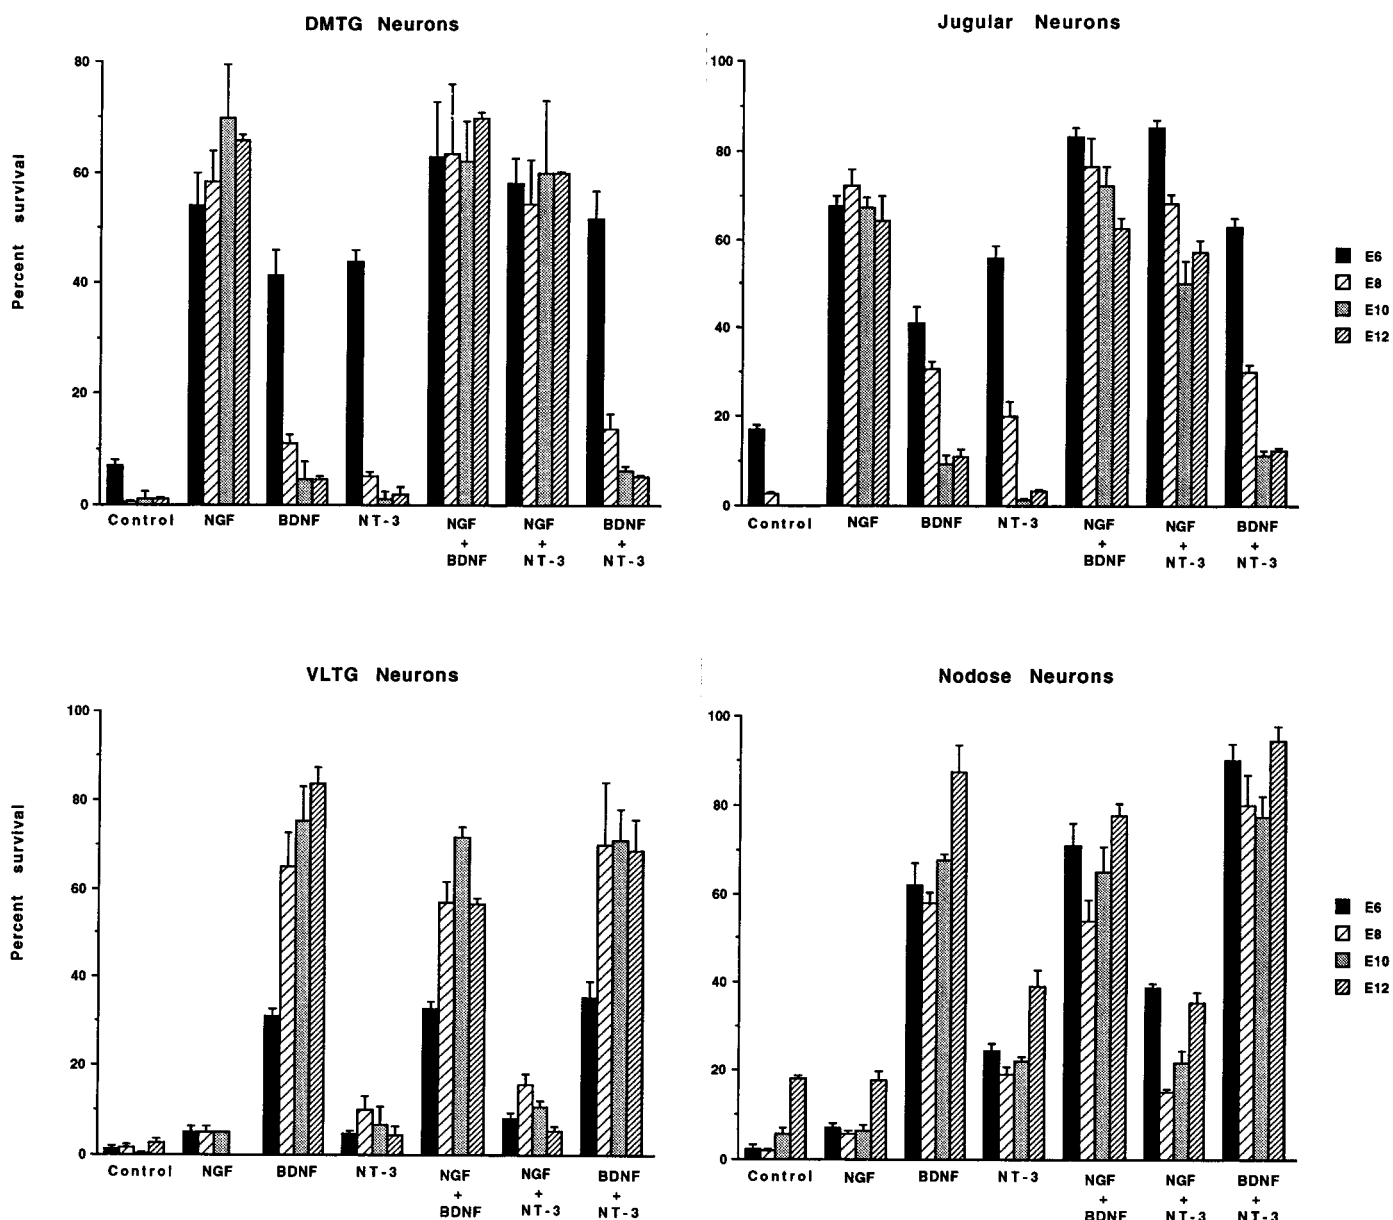 DMTG Neurons
Percent survival
80
60
40
20
0
Control NGF BDNF NT-3 NGF + BDNF NGF + NT-3 BDNF + NT-3
Jugular Neurons
100
80
60
40
20
0
Control NGF BDNF NT-3 NGF + BDNF NGF + NT-3 BDNF + NT-3
E6
E8
E10
E12
VLTG Neurons
Percent survival
100
80
60
40
20
0
Control NGF BDNF NT-3 NGF + BDNF NGF + NT-3 BDNF + NT-3
Nodose Neurons
100
80
60
40
20
0
Control NGF BDNF NT-3 NGF + BDNF NGF + NT-3 BDNF + NT-3
E6
E8
E10
E12